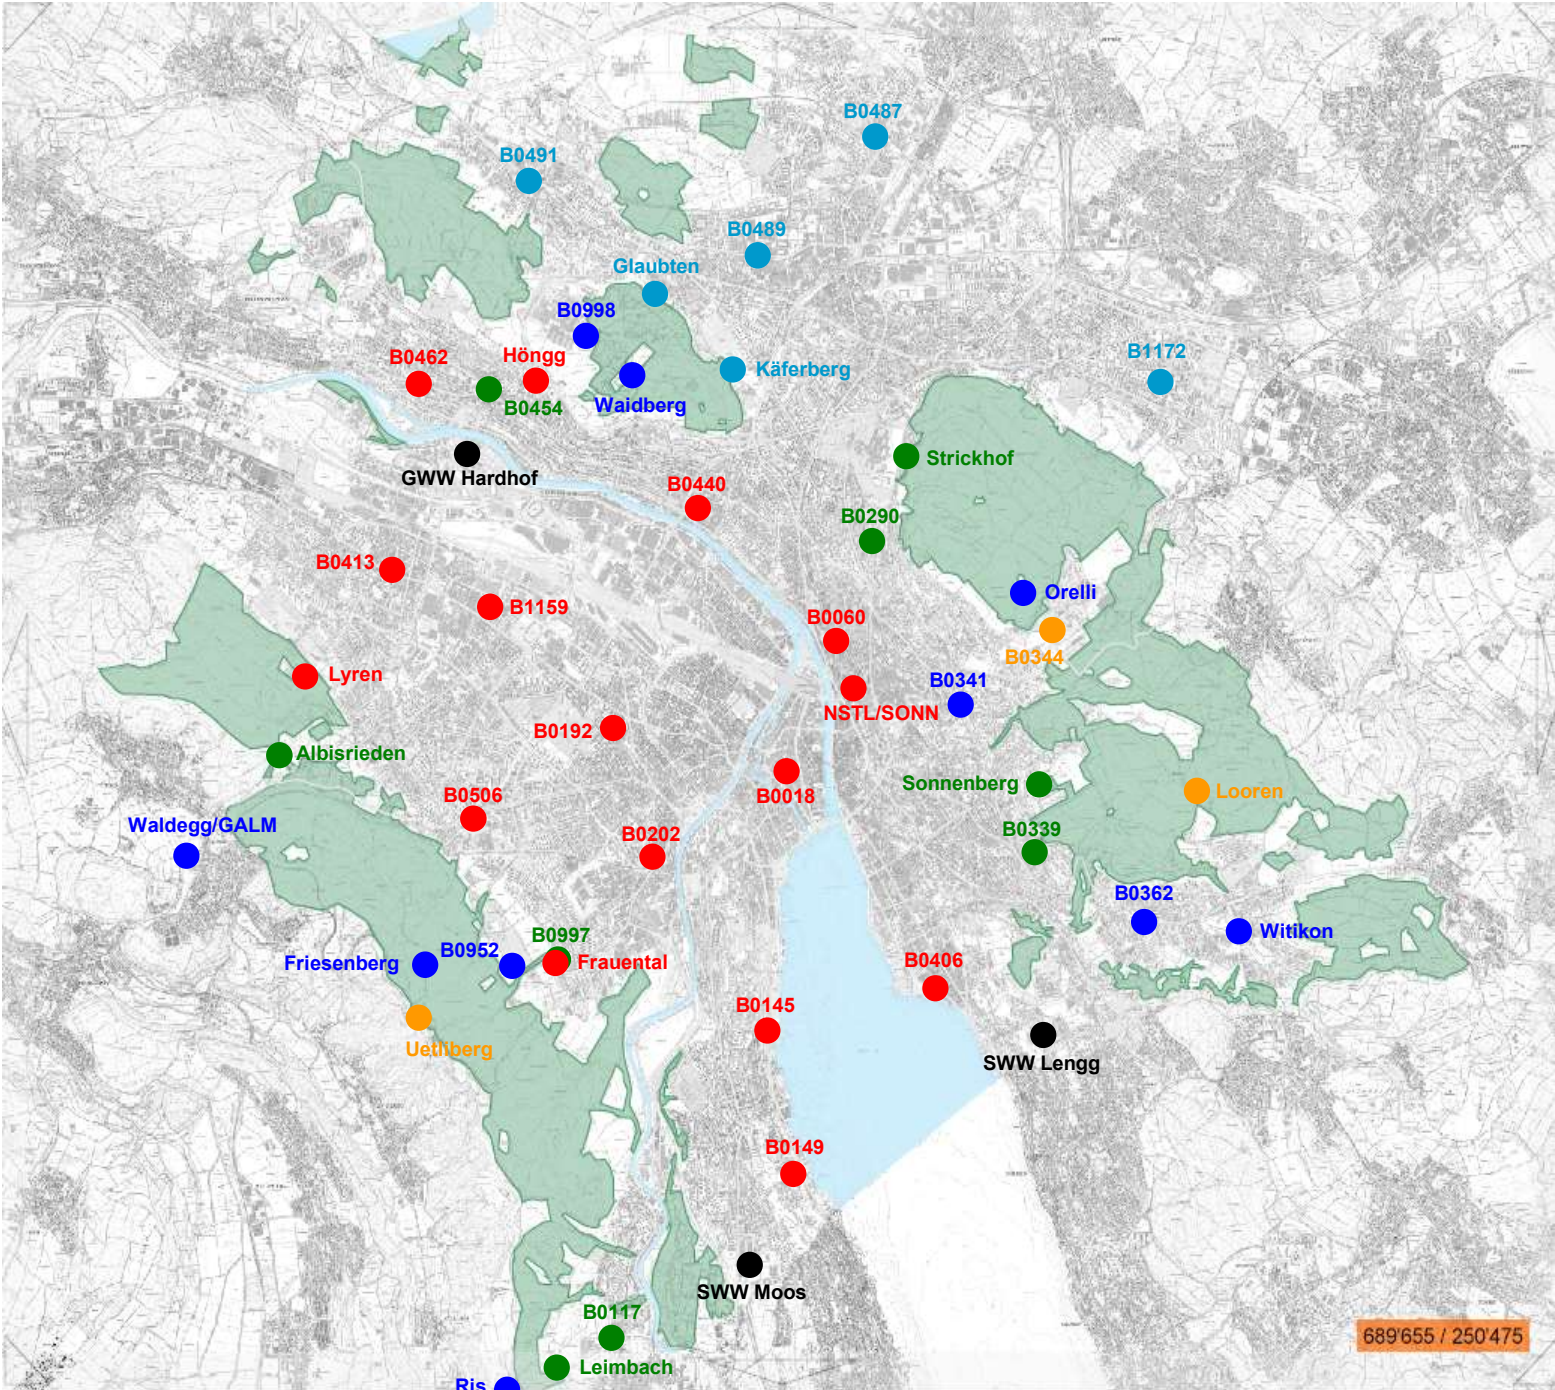 B0487
B0491
B0489
Glaubten
B0998
B0462
Höngg
B1172
Käferberg
B0454
Waidberg
Strickhof
GWW Hardhof
B0440
B0290
B0413
Orelli
B1159
B0060
B0344
Lyren
B0341
NSTL/SONN
B0192
Albisrieden
Sonnenberg
Looren
B0506
B0018
Waldegg/GALM
B0202
B0339
B0362
Witikon
B0997
B0952
Friesenberg
Frauental
B0406
B0145
Uetliberg
SWW Lengg
B0149
SWW Moos
B0117
689'655 / 250'475
Leimbach
Ris